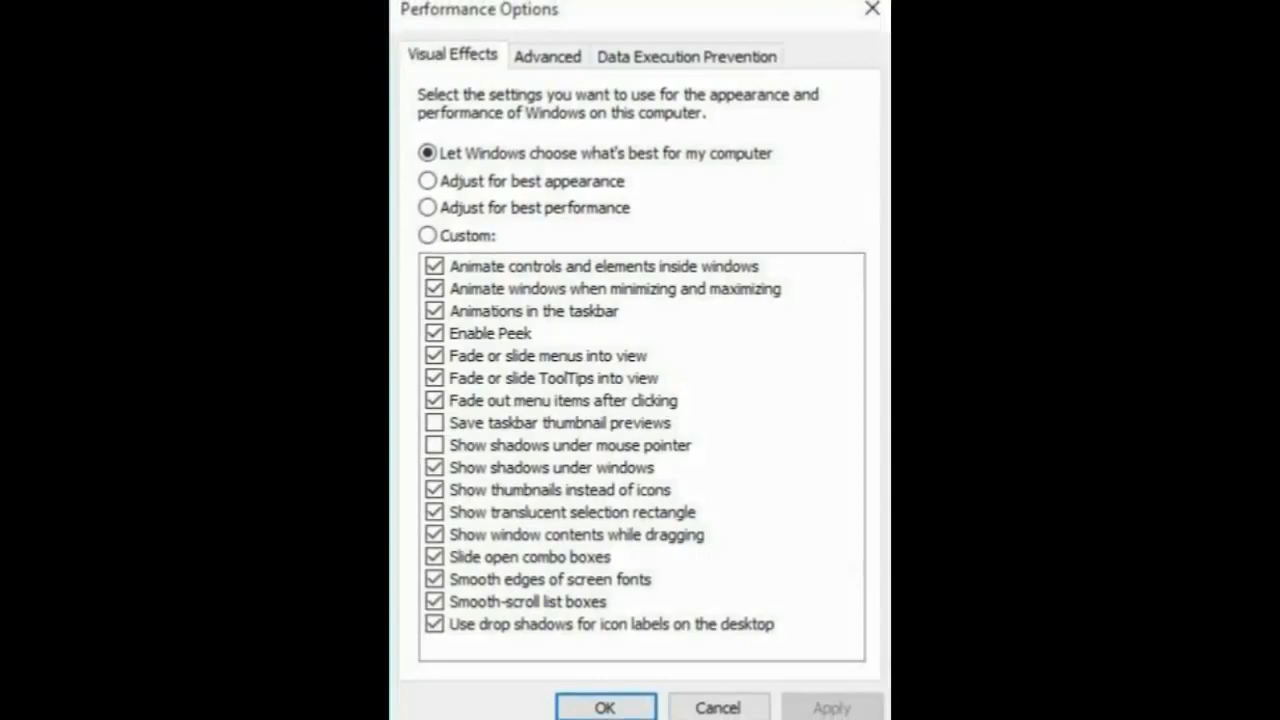 Performance Options
Visual Effects
Advanced
Data Execution Prevention
Select the settings you want to use for the appearance and
performance of Windows on this computer.
Let Windows choose what's best for my computer
Adjust for best appearance
Adjust for best performance
Custom:
Animate controls and elements inside windows
Animate windows when minimizing and maximizing
Animations in the taskbar
Enable Peek
Fade or slide menus into view
Fade or slide ToolTips into view
Fade out menu items after clicking
Save taskbar thumbnail previews
Show shadows under mouse pointer
Show shadows under windows
Show thumbnails instead of icons
Show translucent selection rectangle
Show window contents while dragging
Slide open combo boxes
Smooth edges of screen fonts
Smooth-scroll list boxes
Use drop shadows for icon labels on the desktop
OK
Cancel
Apply